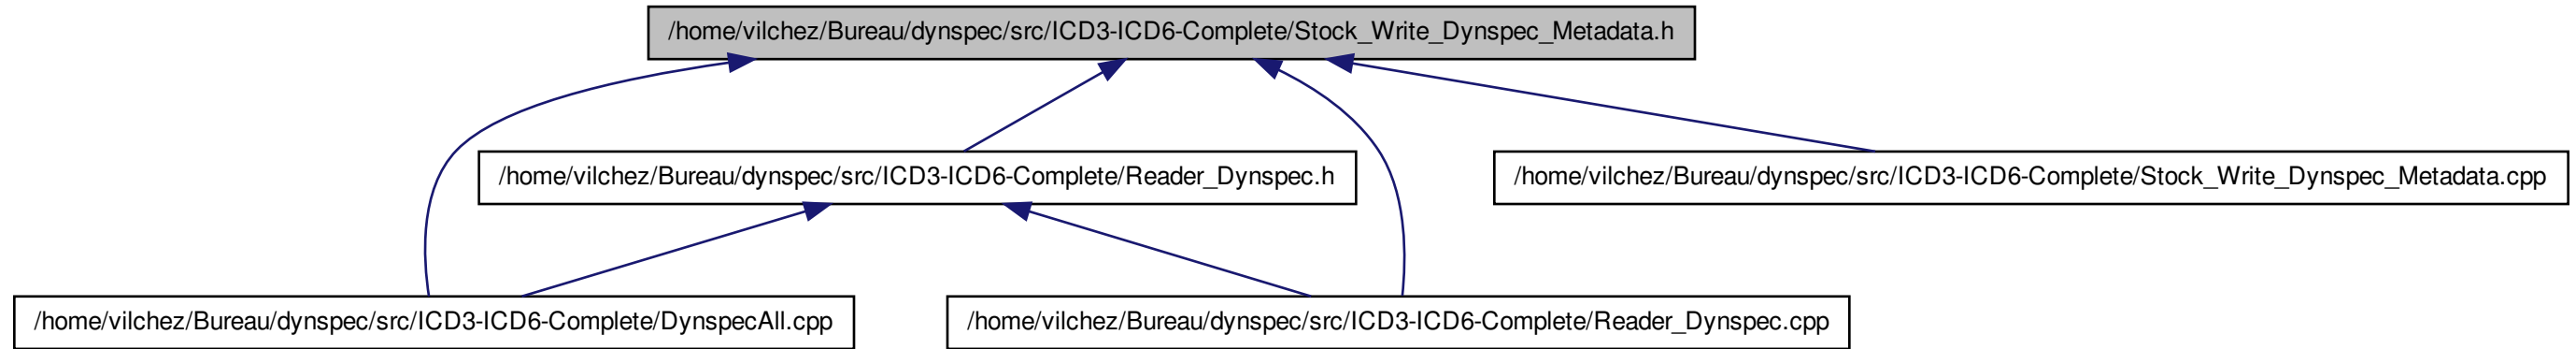 /home/vilchez/Bureau/dynspec/src/ICD3-ICD6-Complete/Stock_Write_Dynspec_Metadata.h
/home/vilchez/Bureau/dynspec/src/ICD3-ICD6-Complete/Reader_Dynspec.h
/home/vilchez/Bureau/dynspec/src/ICD3-ICD6-Complete/Stock_Write_Dynspec_Metadata.cpp
/home/vilchez/Bureau/dynspec/src/ICD3-ICD6-Complete/DynspecAll.cpp
/home/vilchez/Bureau/dynspec/src/ICD3-ICD6-Complete/Reader_Dynspec.cpp